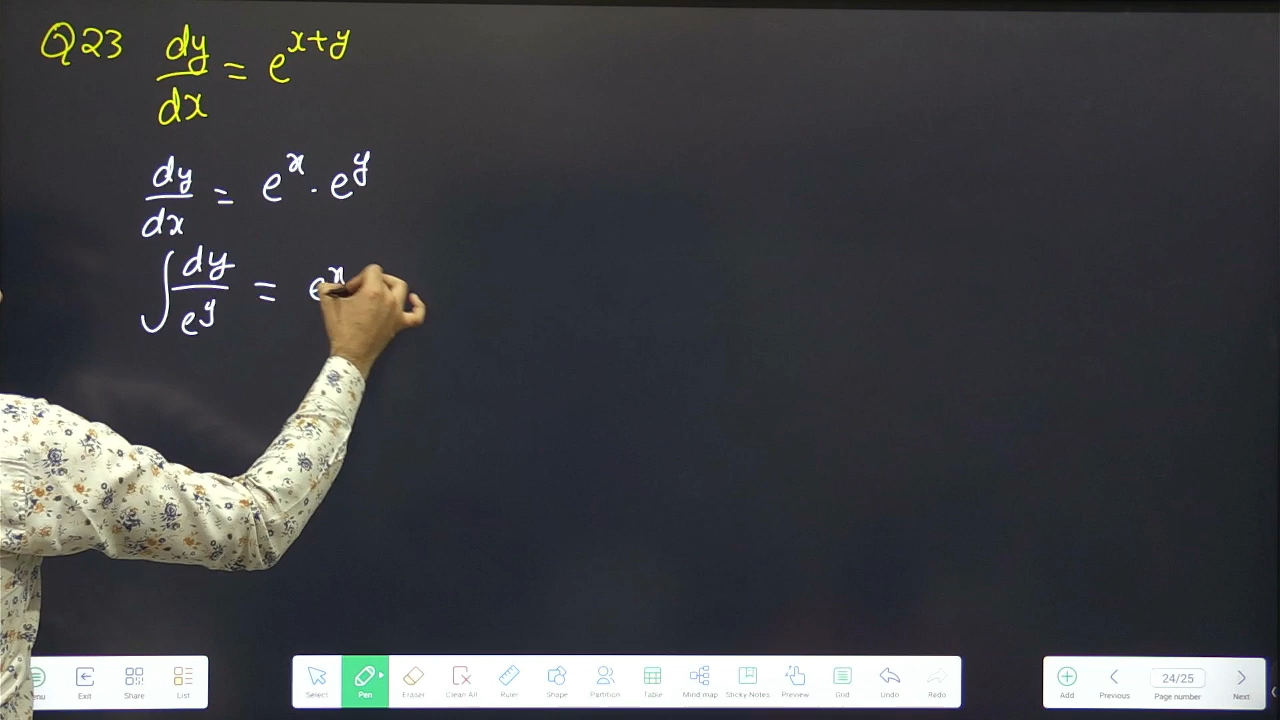 Q23 dy/dx = e^(x+y)
dy/dx = e^x · e^y
∫ dy/e^y = e^x
Exit Share List Select Pen Eraser Clean All Ruler Shape Partition Table Mind map Sticky Notes Preview Grid Undo Redo Add Previous 24/25 Page number Next